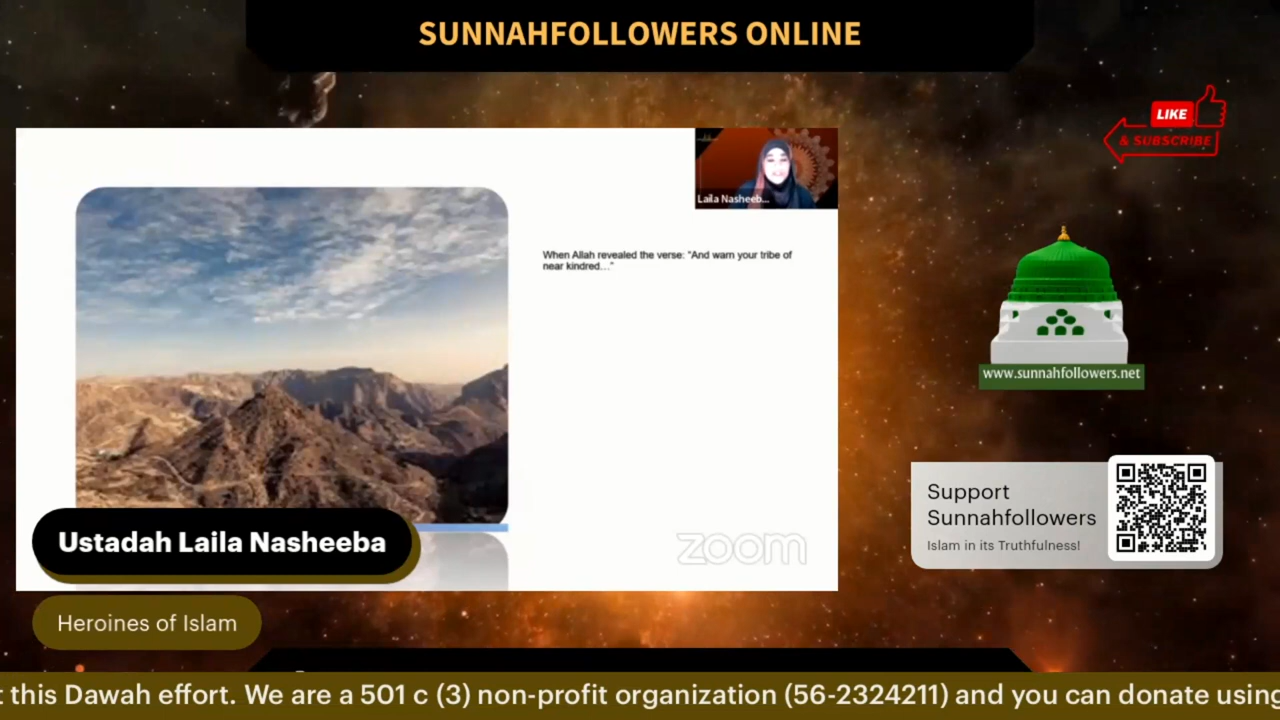 SUNNAHFOLLOWERS ONLINE
LIKE
& SUBSCRIBE
Laila Nasheeb...
When Allah revealed the verse: "And warn your tribe of
near kindred…"
www.sunnahfollowers.net
Support
Sunnahfollowers
Islam in its Truthfulness!
zoom
Ustadah Laila Nasheeba
Heroines of Islam
t this Dawah effort. We are a 501 c (3) non-profit organization (56-2324211) and you can donate using